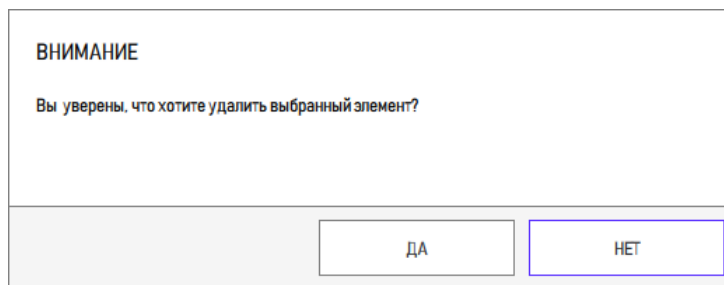 ВНИМАНИЕ
Вы уверены, что хотите удалить выбранный элемент?
ДА
НЕТ